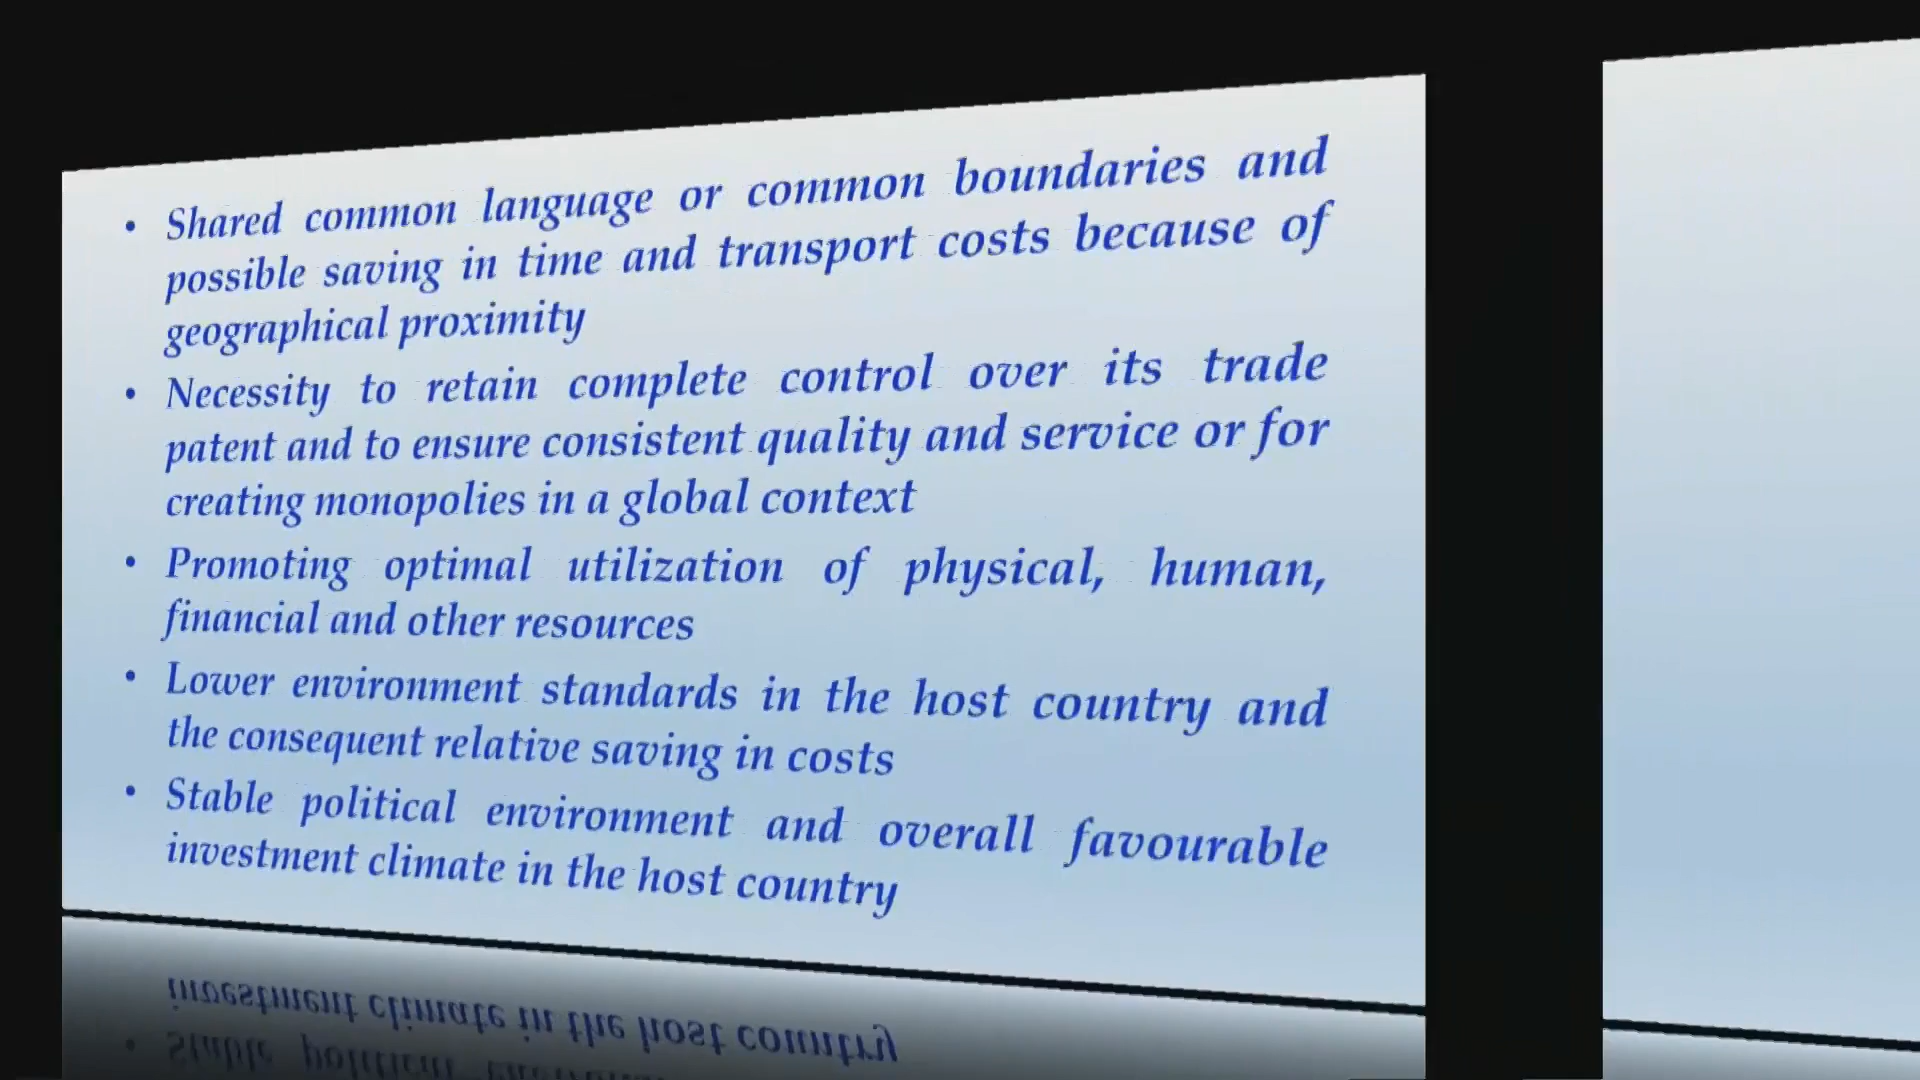 • Shared common language or common boundaries and
possible saving in time and transport costs because of
geographical proximity
• Necessity to retain complete control over its trade
patent and to ensure consistent quality and service or for
creating monopolies in a global context
• Promoting optimal utilization of physical, human,
financial and other resources
• Lower environment standards in the host country and
the consequent relative saving in costs
• Stable political environment and overall favourable
investment climate in the host country